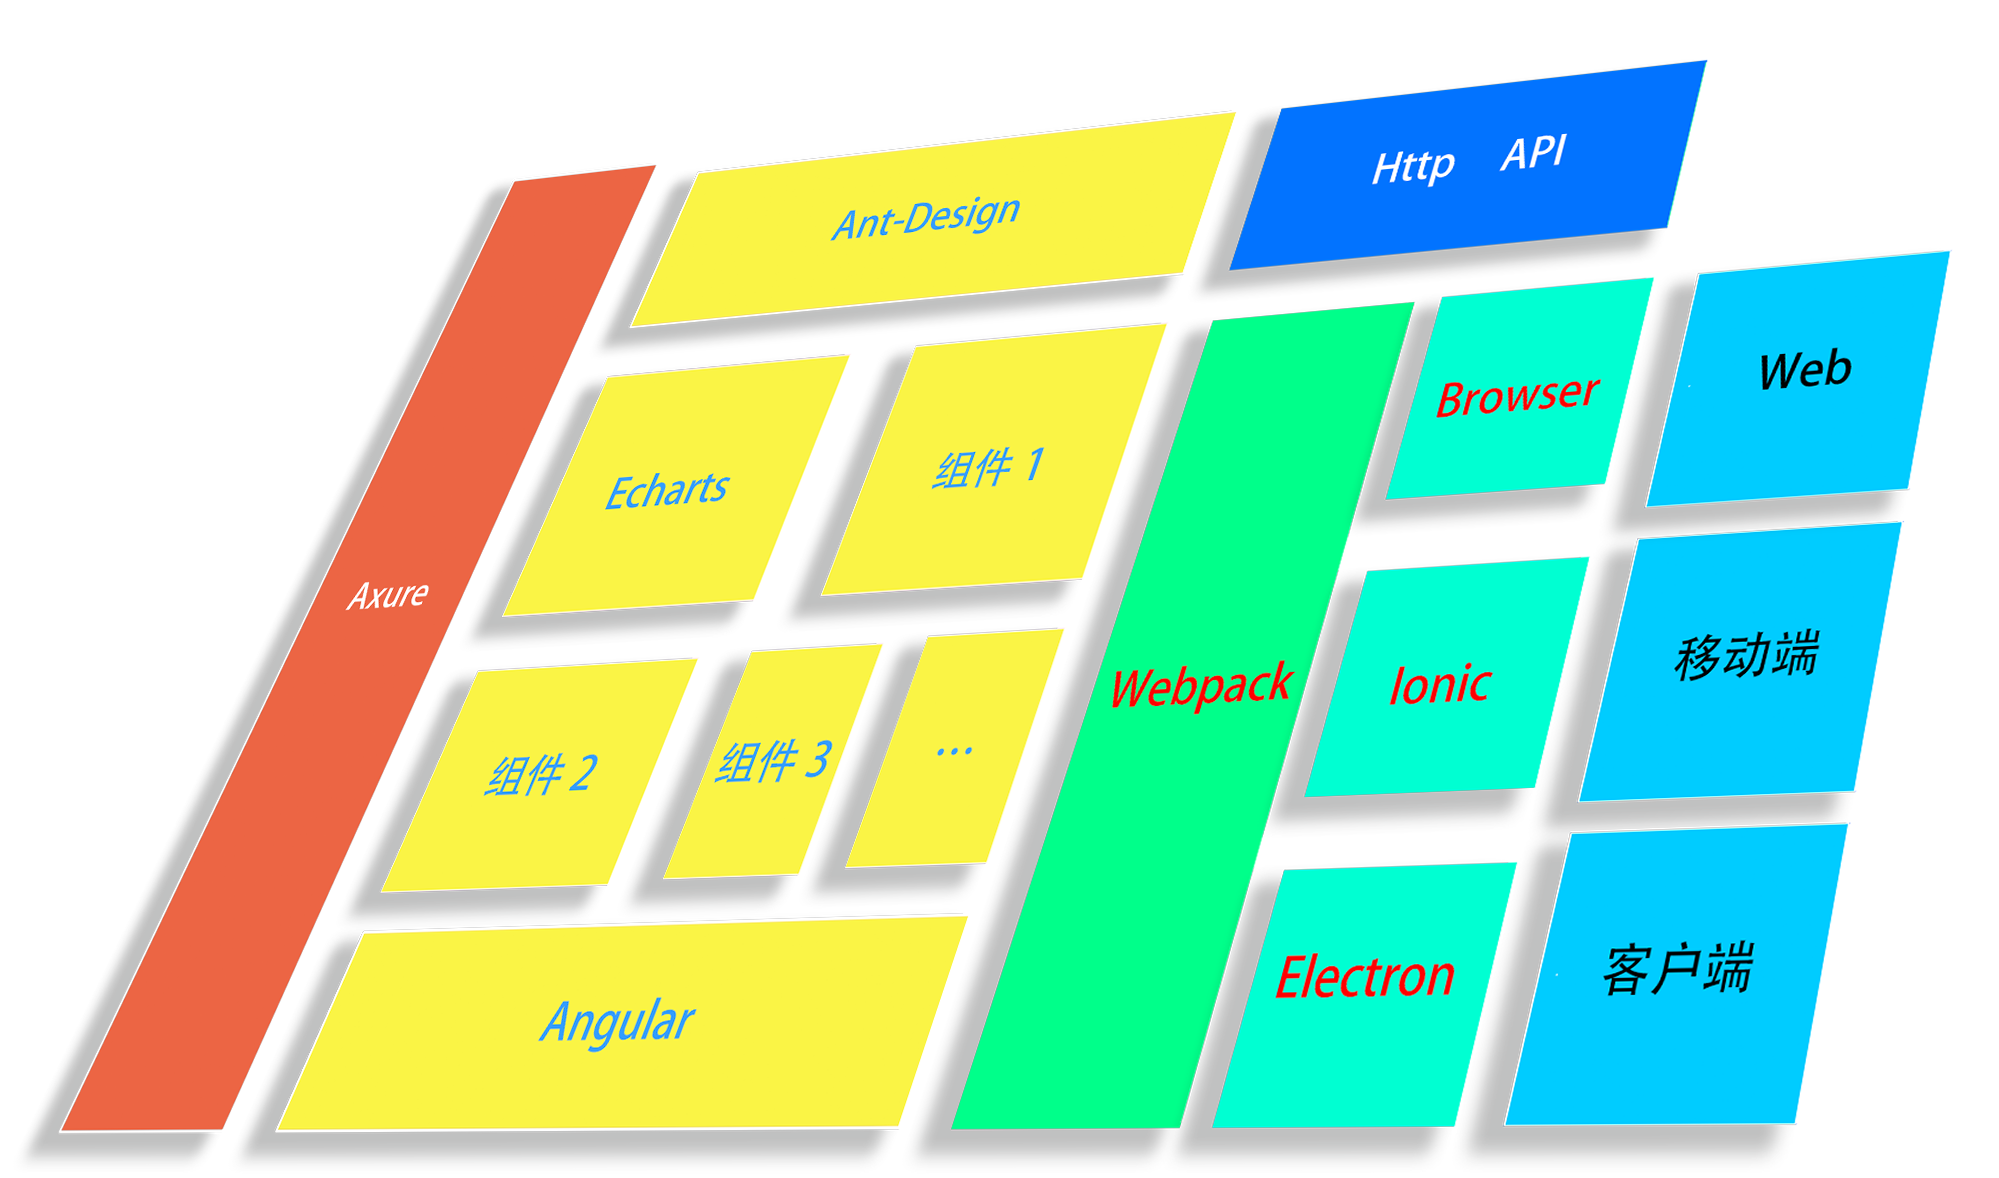 Http API
Ant-Design
Web
Browser
组件 1
Echarts
Axure
移动端
Ionic
Webpack
组件 3
...
组件 2
客户端
Electron
Angular